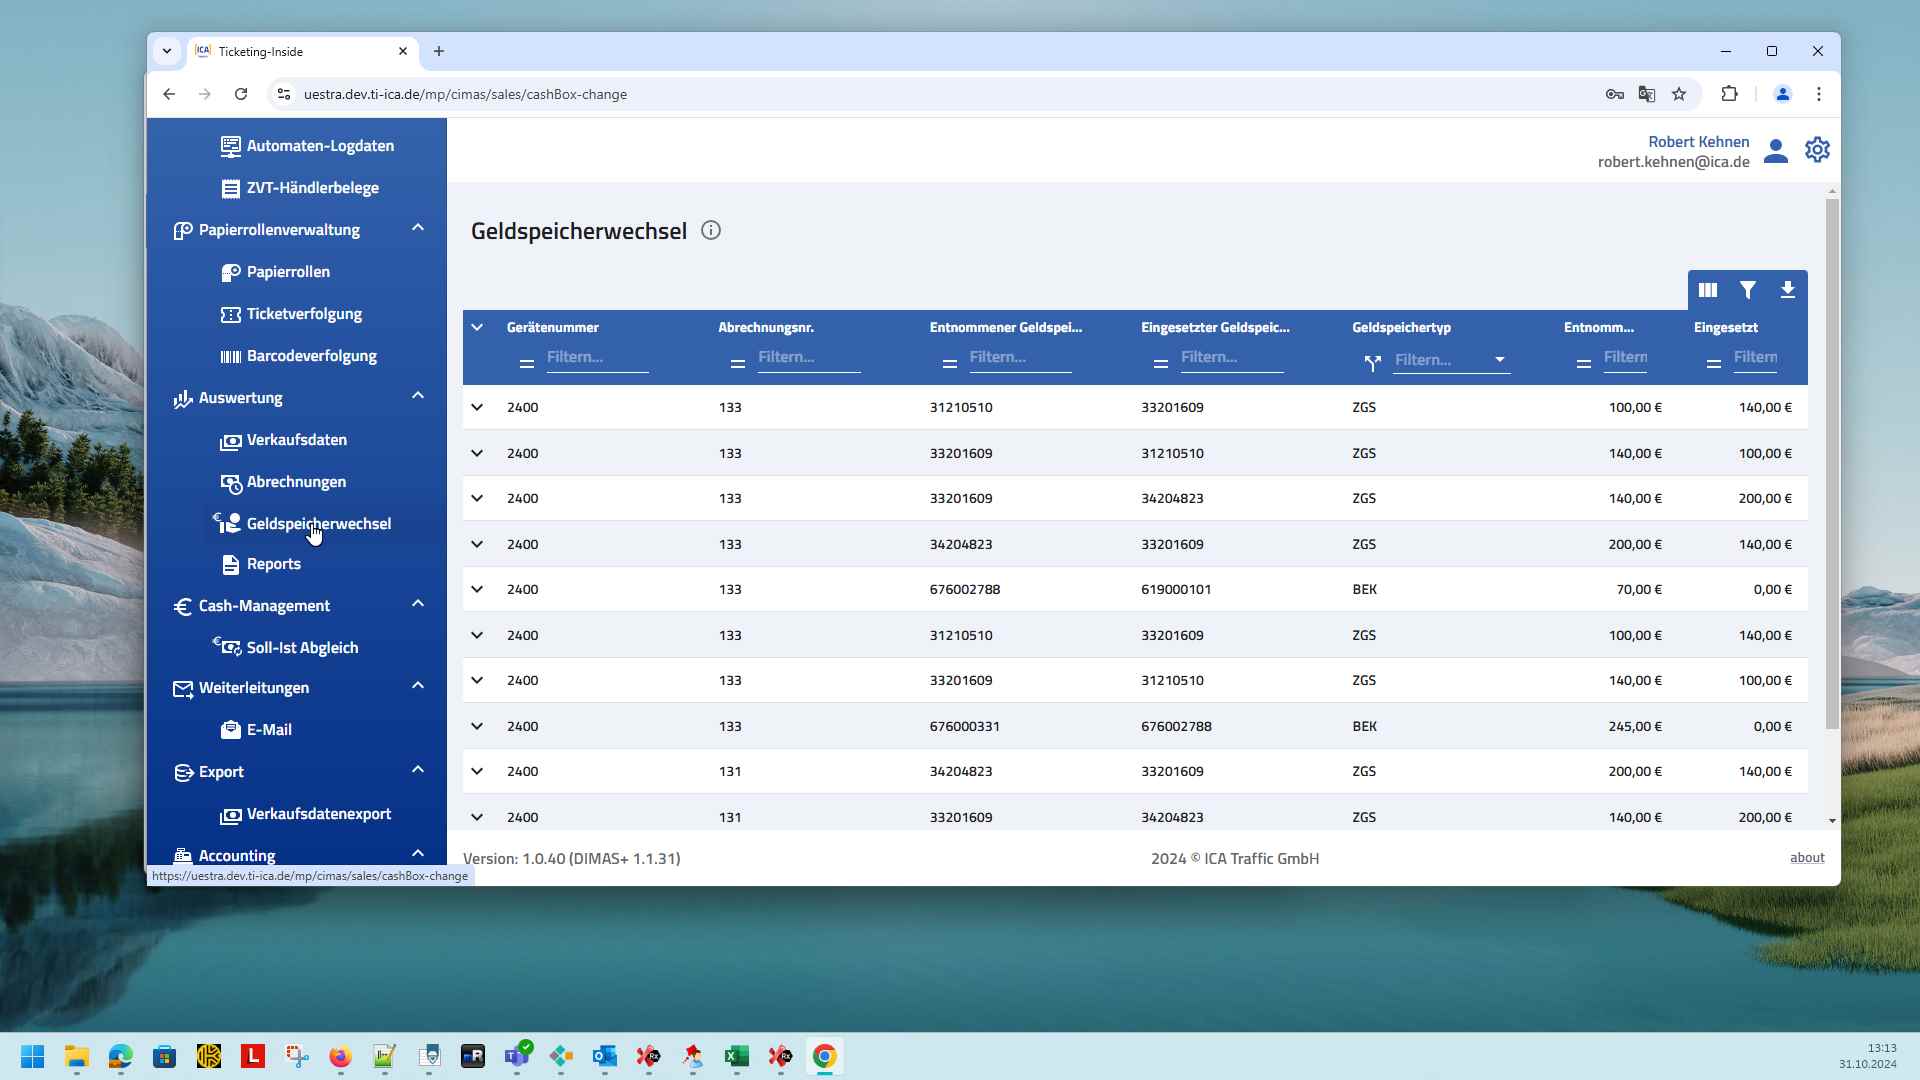 Ticketing-Inside
uestra.dev.ti-ica.de/mp/cimas/sales/cashBox-change
Automaten-Logdaten
ZVT-Händlerbelege
Papierrollenverwaltung
Papierrollen
Ticketverfolgung
Barcodeverfolgung
Auswertung
Verkaufsdaten
Abrechnungen
Geldspeicherwechsel
Reports
Cash-Management
Soll-Ist Abgleich
Weiterleitungen
E-Mail
Export
Verkaufsdatenexport
Accounting
https://uestra.dev.ti-ica.de/mp/cimas/sales/cashBox-change
Robert Kehnen
robert.kehnen@ica.de
Geldspeicherwechsel
Gerätenummer Abrechnungsnr. Entnommener Geldspei... Eingesetzter Geldspeic... Geldspeichertyp Entnomm... Eingesetzt
Filtern... Filtern... Filtern... Filtern... Filtern... Filtern Filtern
2400 133 31210510 33201609 ZGS 100,00 € 140,00 €
2400 133 33201609 31210510 ZGS 140,00 € 100,00 €
2400 133 33201609 34204823 ZGS 140,00 € 200,00 €
2400 133 34204823 33201609 ZGS 200,00 € 140,00 €
2400 133 676002788 619000101 BEK 70,00 € 0,00 €
2400 133 31210510 33201609 ZGS 100,00 € 140,00 €
2400 133 33201609 31210510 ZGS 140,00 € 100,00 €
2400 133 676000331 676002788 BEK 245,00 € 0,00 €
2400 131 34204823 33201609 ZGS 200,00 € 140,00 €
2400 131 33201609 34204823 ZGS 140,00 € 200,00 €
Version: 1.0.40 (DIMAS+ 1.1.31) 2024 © ICA Traffic GmbH about
13:13
31.10.2024